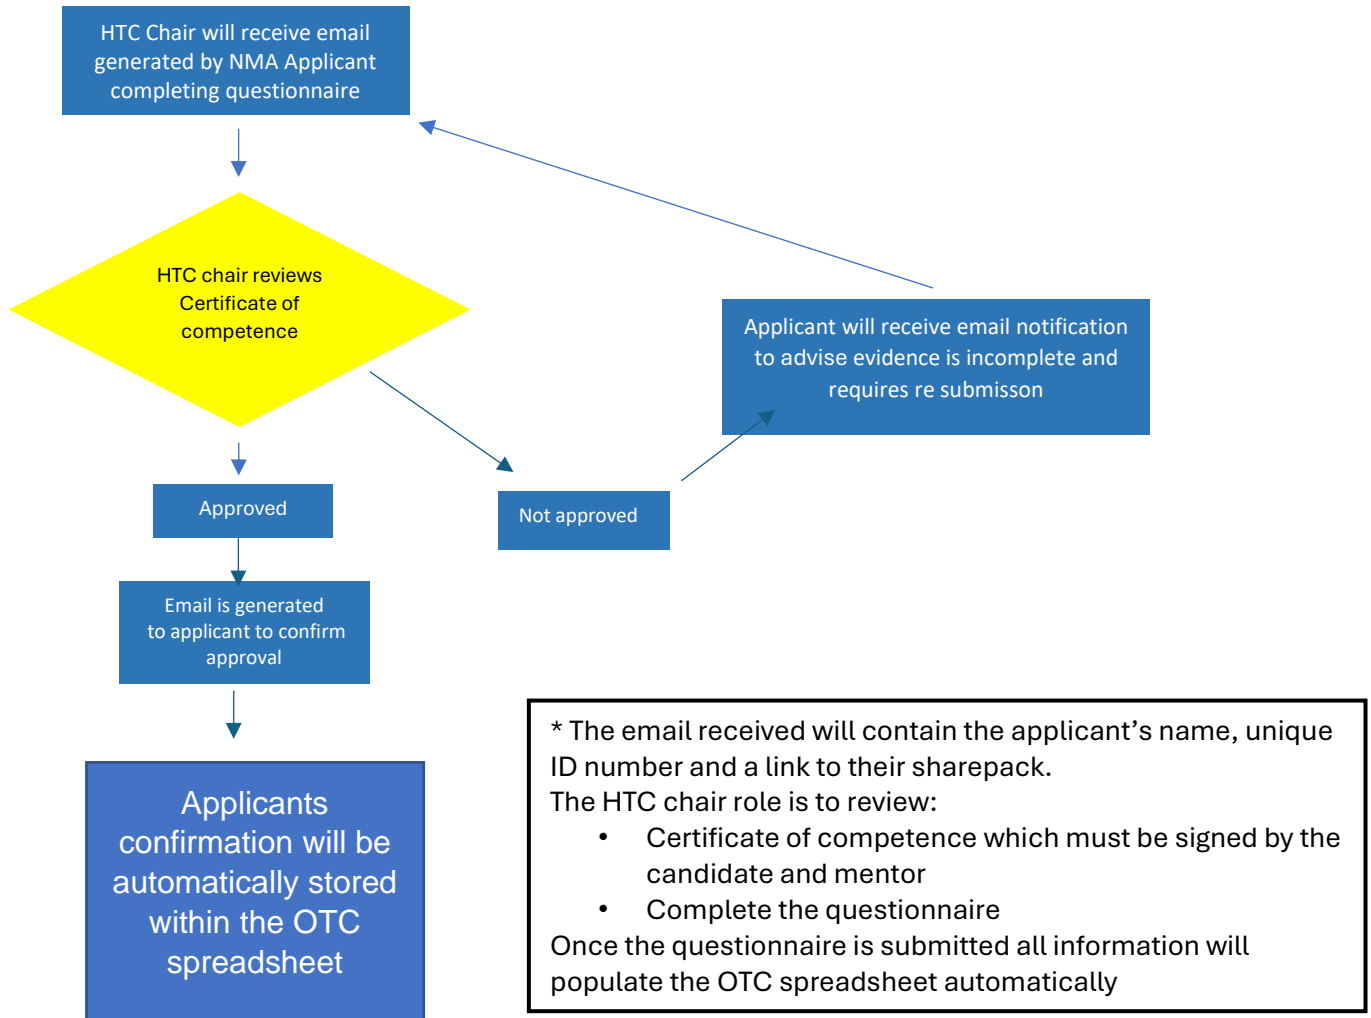 HTC Chair will receive email
generated by NMA Applicant
completing questionnaire
HTC chair reviews
Certificate of
competence
Applicant will receive email notification
to advise evidence is incomplete and
requires re submisson
Approved
Not approved
Email is generated
to applicant to confirm
approval
Applicants
confirmation will be
automatically stored
within the OTC
spreadsheet
* The email received will contain the applicant’s name, unique
ID number and a link to their sharepack.
The HTC chair role is to review:
• Certificate of competence which must be signed by the
candidate and mentor
• Complete the questionnaire
Once the questionnaire is submitted all information will
populate the OTC spreadsheet automatically